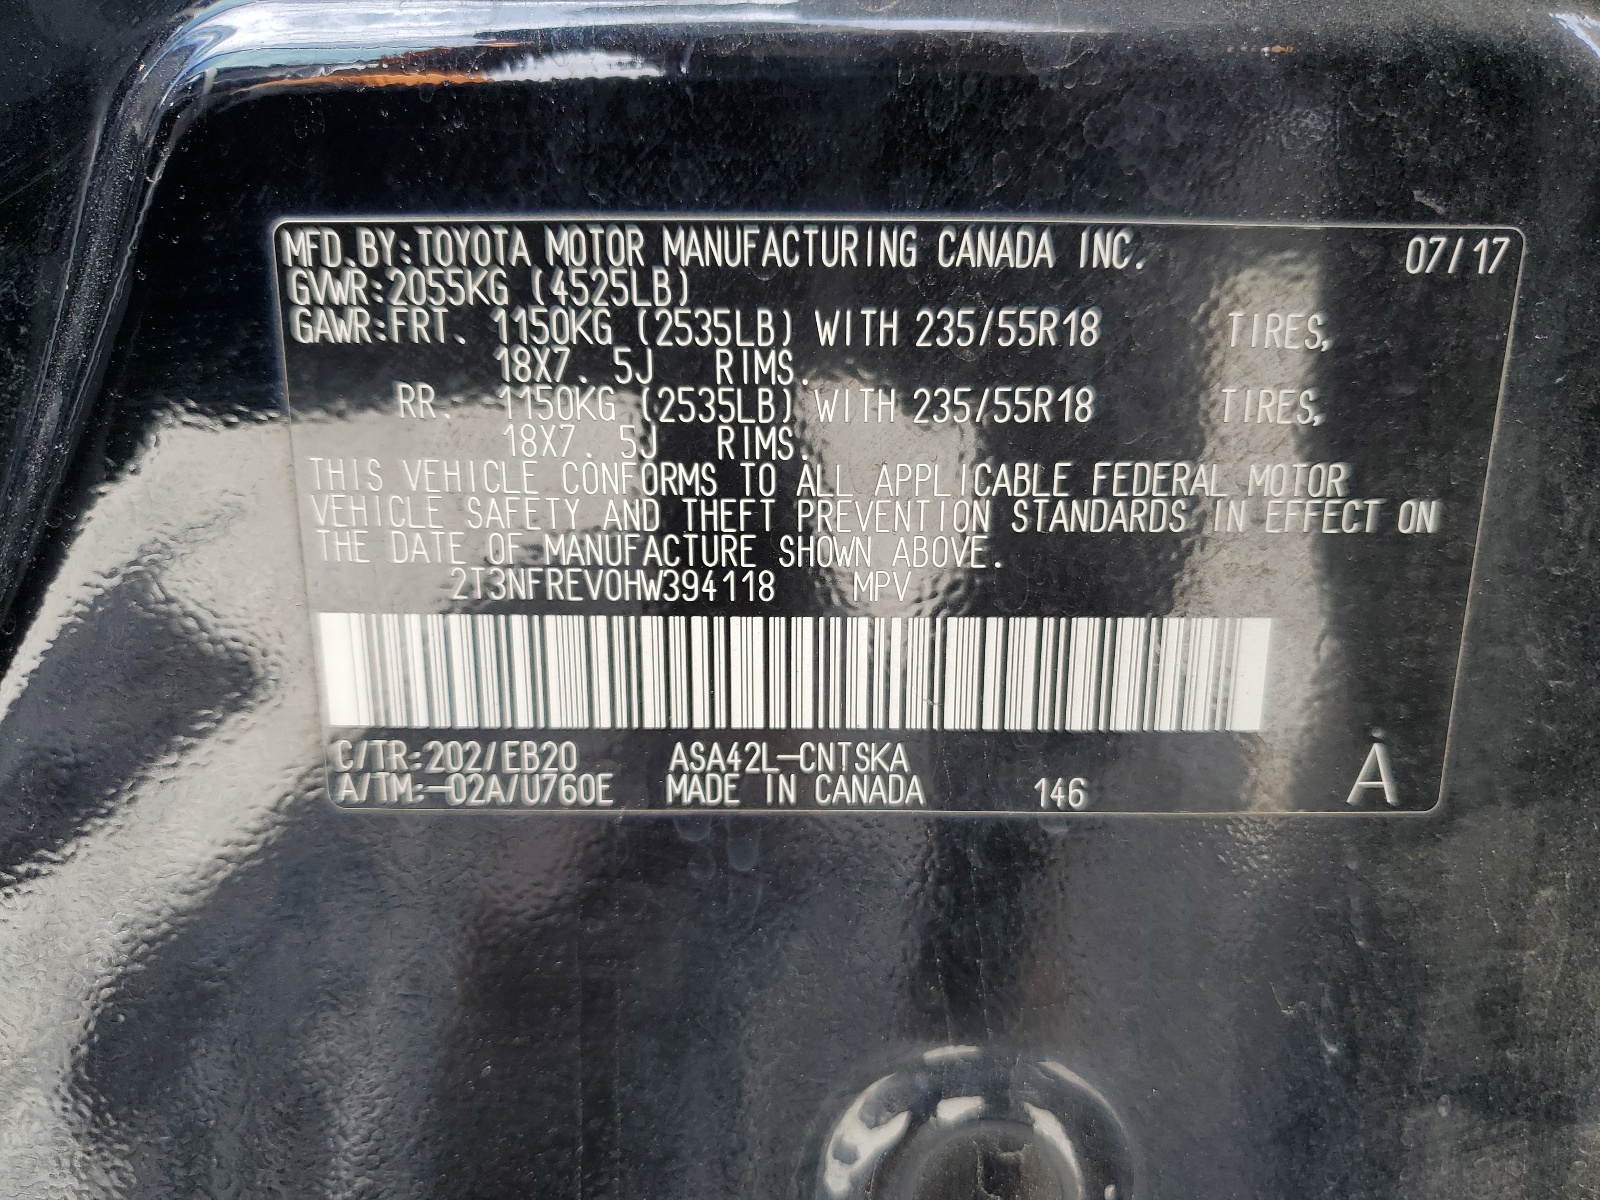 MFD.BY:TOYOTA MOTOR MANUFACTURING CANADA INC. 07/17
GVWR:2055KG (4525LB)
GAWR:FRT. 1150KG (2535LB) WITH 235/55R18 TIRES,
18X7.5J RIMS.
RR. 1150KG (2535LB) WITH 235/55R18 TIRES,
18X7.5J RIMS.
THIS VEHICLE CONFORMS TO ALL APPLICABLE FEDERAL MOTOR
VEHICLE SAFETY AND THEFT PREVENTION STANDARDS IN EFFECT ON
THE DATE OF MANUFACTURE SHOWN ABOVE.
2T3NFREV0HW394118 MPV
C/TR:202/EB20 ASA42L-CNTSKA
A/TM:-02A/U760E MADE IN CANADA 146 A